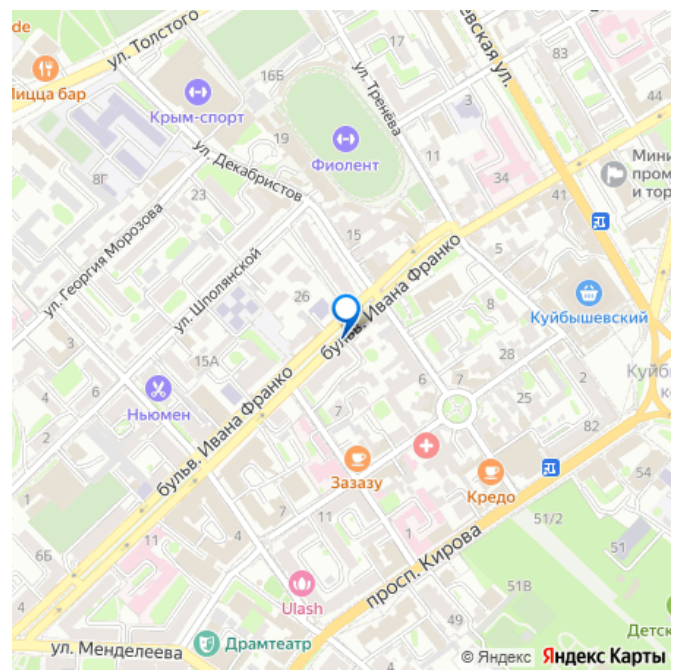 de
ул. Толстого
Пицца бар
16Б
17
83
ул. Тренёва
евская ул.
44
Крым-спорт
3
19
Фиолент
11
ул. Декабристов
8Г
23
34
Мини
пром
и тор
41
ул. Георгия Морозова
15
ул. Шполянской
5
26
бульв. Ивана Франко
8
Куйбышевский
4
6
15А
28
6
7
Куйб
к
Ньюмен
25
2
2
бульв. Ивана Франко
7
82
Зазазу
Кредо
54
1
7
11
51/2
4
1
51
11
6Б
просп. Кирова
Ulash
51В
49
Детск
ул. Менделеева
Драмтеатр
© Яндекс Яндекс Карты